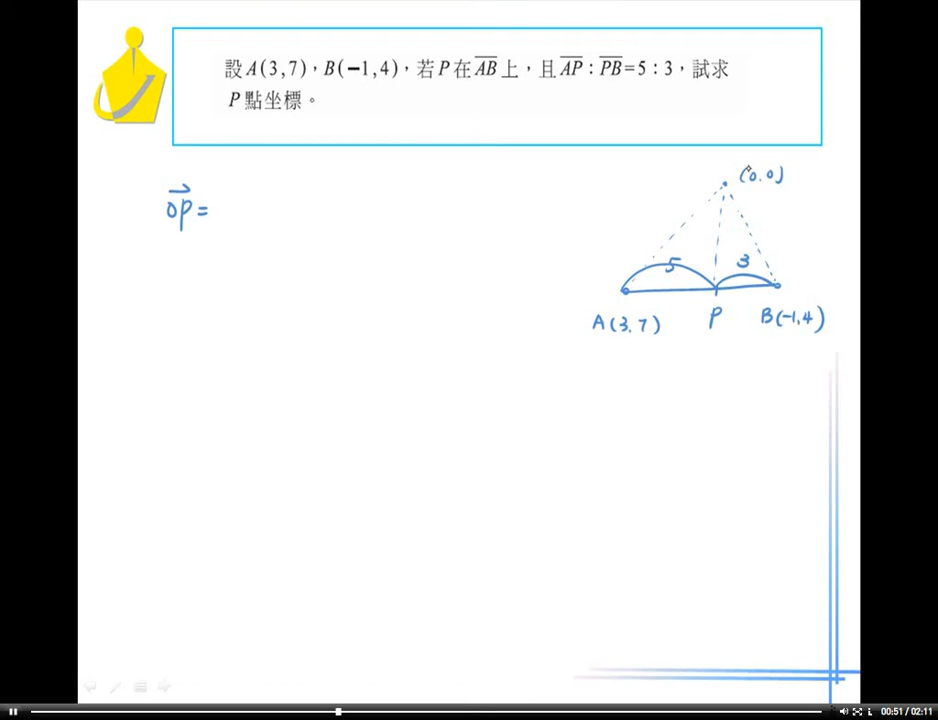 設A(3,7),B(−1,4),若P在AB上,且AP:PB=5:3,試求
P點坐標。
(0.0)
OP=
5 3
A(3.7) P B(-1,4)
00:51 / 02:11